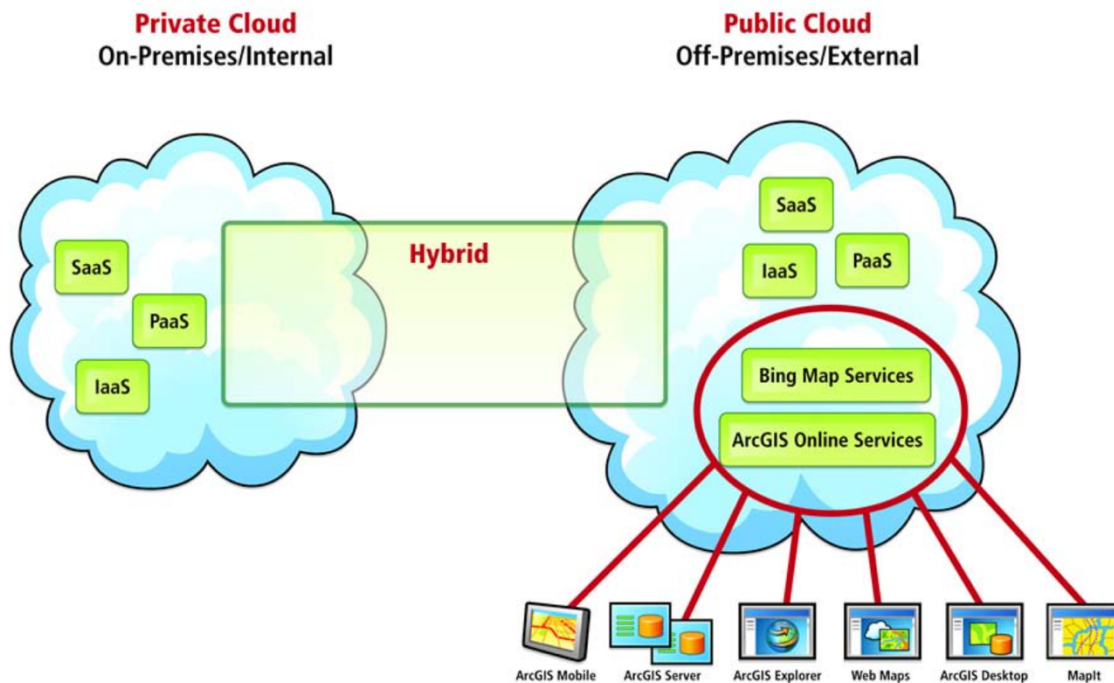 Private Cloud
On-Premises/Internal
Public Cloud
Off-Premises/External
SaaS
PaaS
IaaS
Hybrid
SaaS
IaaS
PaaS
Bing Map Services
ArcGIS Online Services
ArcGIS Mobile
ArcGIS Server
ArcGIS Explorer
Web Maps
ArcGIS Desktop
MapIt